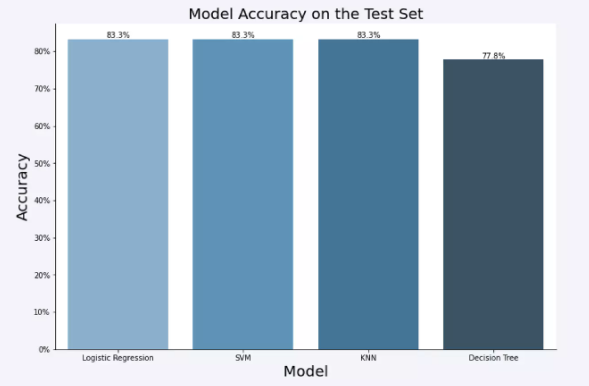 Model Accuracy on the Test Set
83.3%
83.3%
83.3%
77.8%
80%
70%
60%
50%
40%
30%
20%
10%
0%
Accuracy
Logistic Regression
SVM
KNN
Decision Tree
Model